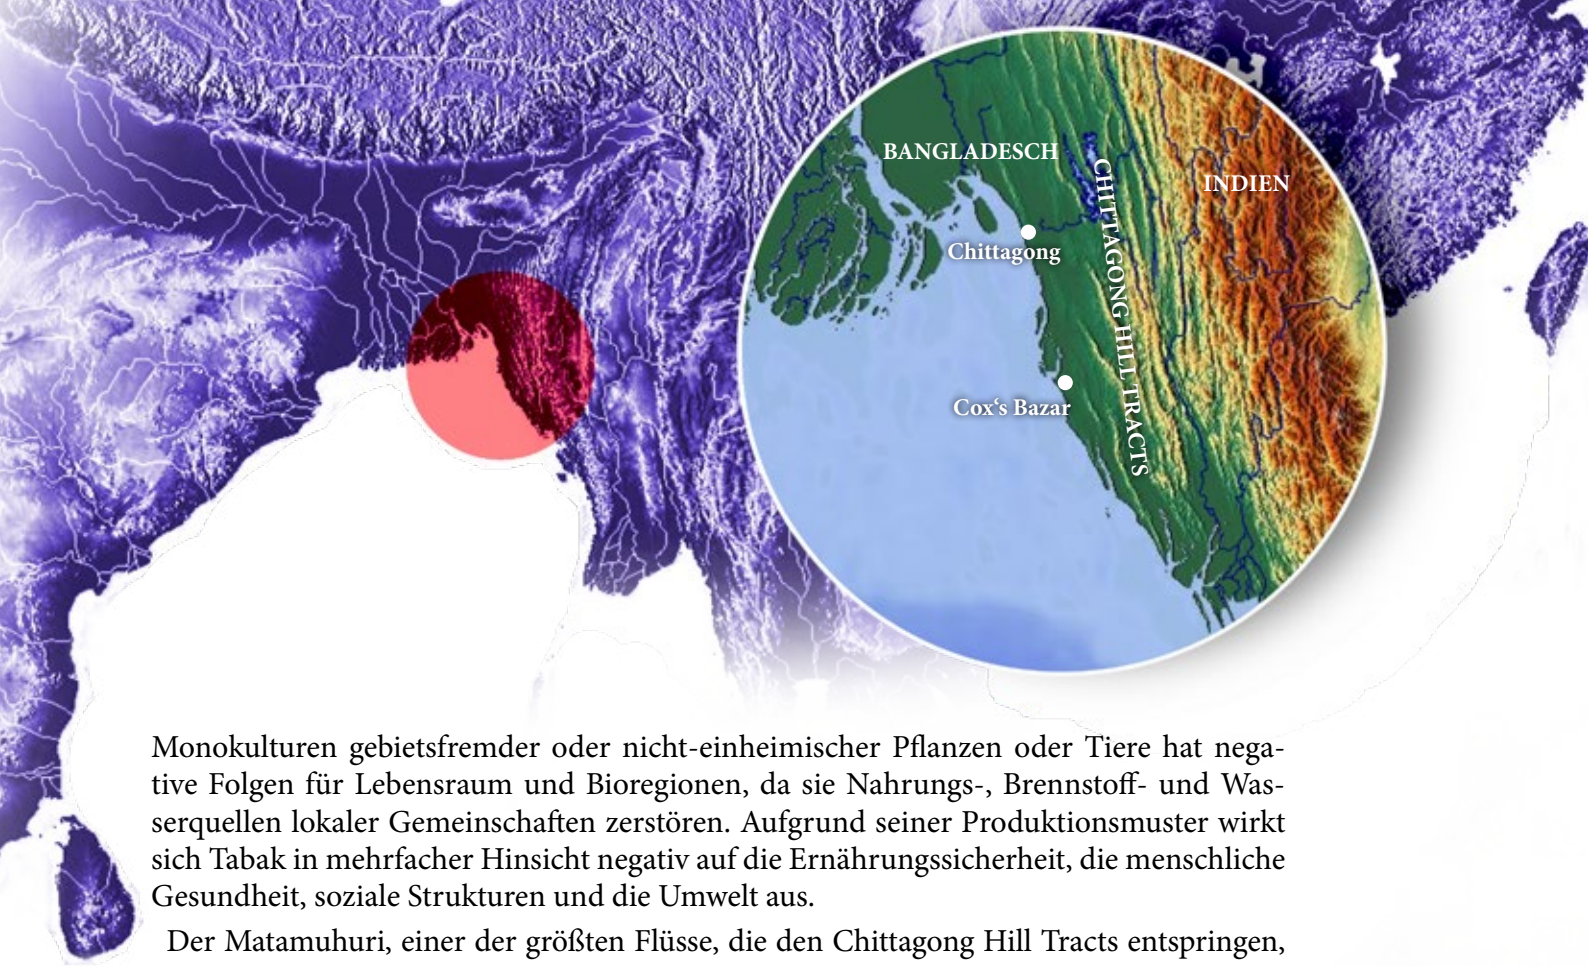 BANGLADESCH
INDIEN
CHITTAGONG HILL TRACTS
Chittagong
Cox‘s Bazar
Monokulturen gebietsfremder oder nicht-einheimischer Pflanzen oder Tiere hat nega-
tive Folgen für Lebensraum und Bioregionen, da sie Nahrungs-, Brennstoff- und Was-
serquellen lokaler Gemeinschaften zerstören. Aufgrund seiner Produktionsmuster wirkt
sich Tabak in mehrfacher Hinsicht negativ auf die Ernährungssicherheit, die menschliche
Gesundheit, soziale Strukturen und die Umwelt aus.
Der Matamuhuri, einer der größten Flüsse, die den Chittagong Hill Tracts entspringen,